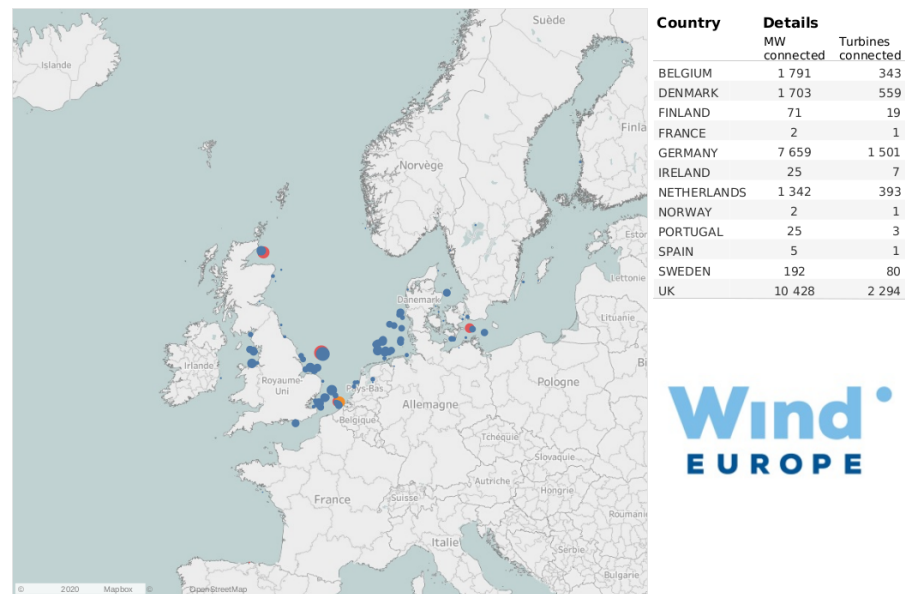 Country Details
MW connected Turbines connected
BELGIUM 1 791 343
DENMARK 1 703 559
FINLAND 71 19
FRANCE 2 1
GERMANY 7 659 1 501
IRELAND 25 7
NETHERLANDS 1 342 393
NORWAY 2 1
PORTUGAL 25 3
SPAIN 5 1
SWEDEN 192 80
UK 10 428 2 294
Wind
EUROPE
Suède
Islande
Finla
Norvège
Eston
Lettonie
Danemark
Lituanie
Irlande
Royaume-
Uni
Pays-Bas
Pologne
Bi
Allemagne
Belgique
Tchéquie
Slovaquie
Autriche
Hongrie
France
Suisse
Roumani
Italie
Serbie
Bulgarie
© 2020 Mapbox © OpenStreetMap